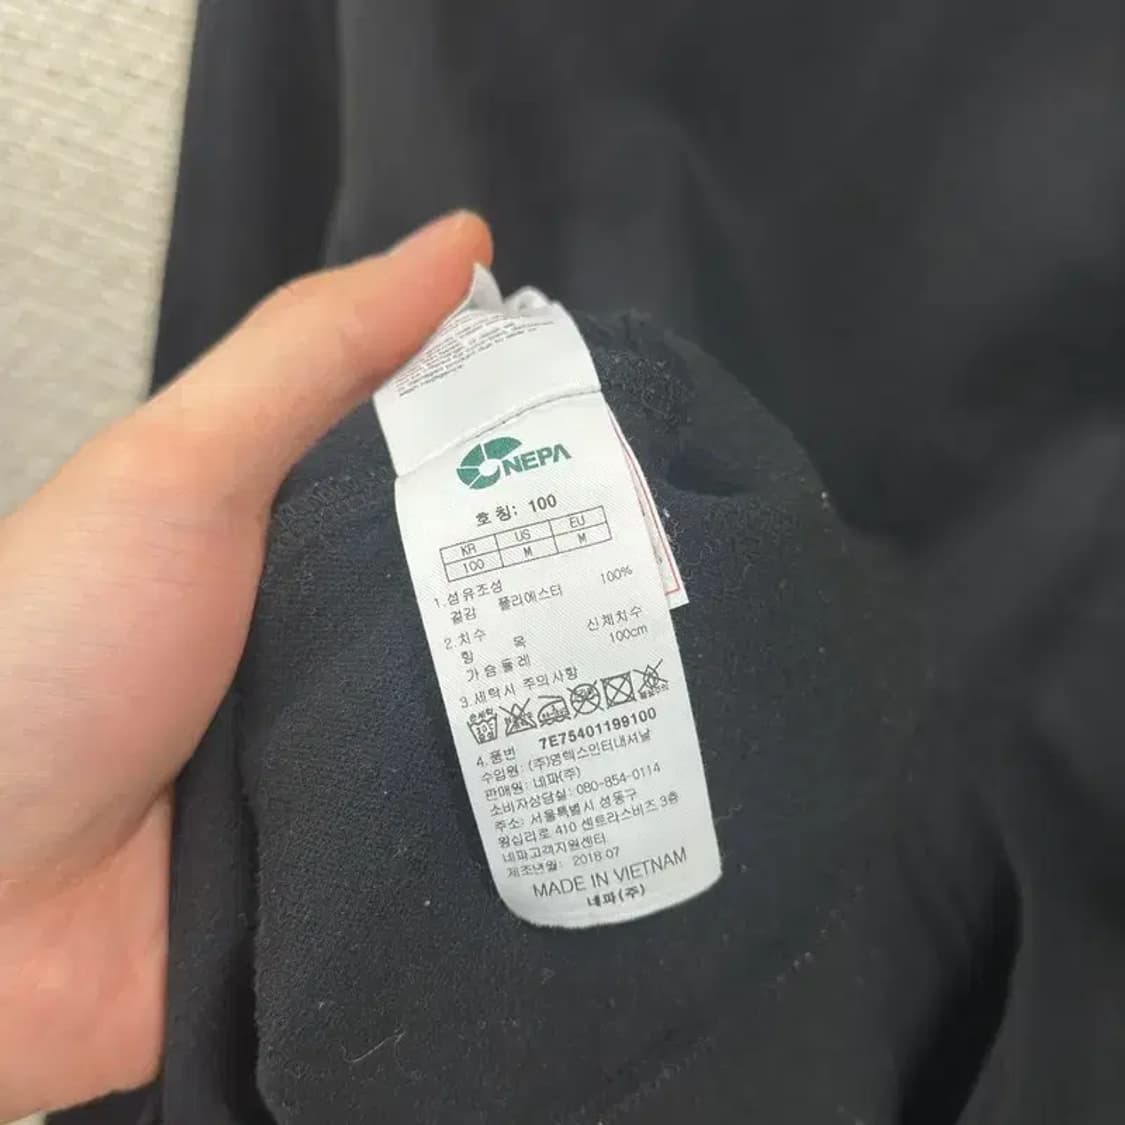 NEPA
호 칭: 100
KR US EU
100 M M
1.섬유조성
겉감 폴리에스터 100%
2.치수
항 목 신체치수
가슴둘레 100cm
3.세탁시 주의사항
손세탁
30℃
중성
4.품번 7E75401199100
수입원: (주)영텍스인터내셔날
판매원: 네파(주)
소비자상담실: 080-854-0114
주소: 서울특별시 성동구
왕십리로 410 센트라스비즈 3층
네파고객지원센터
제조년월: 2018.07
MADE IN VIETNAM
네파(주)